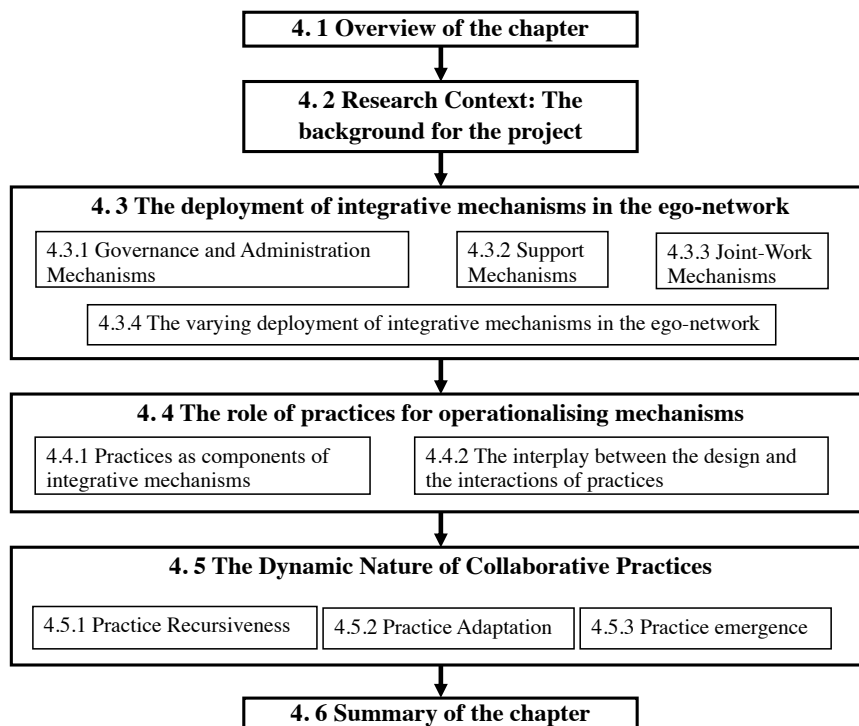 4. 1 Overview of the chapter
4. 2 Research Context: The
background for the project
4. 3 The deployment of integrative mechanisms in the ego-network
4.3.1 Governance and Administration
Mechanisms
4.3.2 Support
Mechanisms
4.3.3 Joint-Work
Mechanisms
4.3.4 The varying deployment of integrative mechanisms in the ego-network
4. 4 The role of practices for operationalising mechanisms
4.4.1 Practices as components of
integrative mechanisms
4.4.2 The interplay between the design and
the interactions of practices
4. 5 The Dynamic Nature of Collaborative Practices
4.5.1 Practice Recursiveness
4.5.2 Practice Adaptation
4.5.3 Practice emergence
4. 6 Summary of the chapter